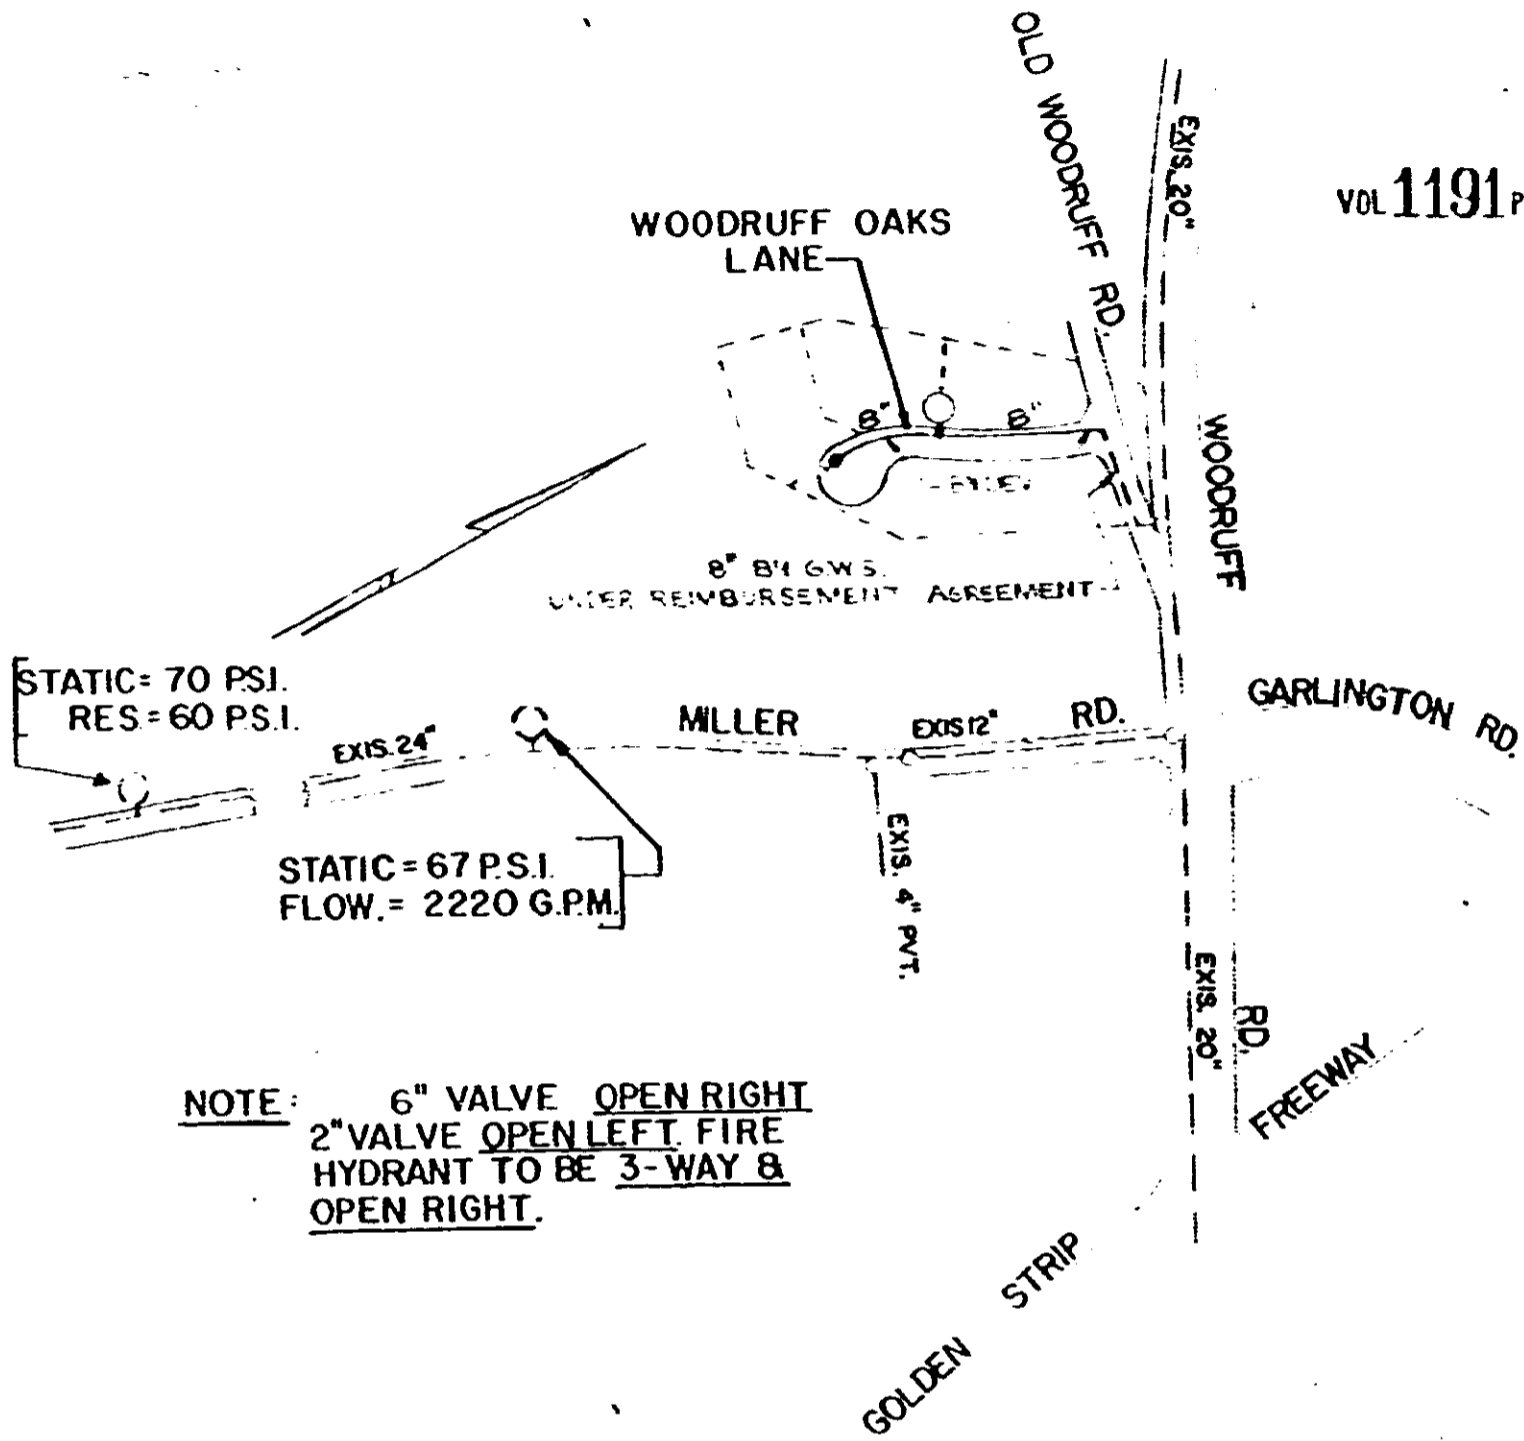 OLD WOODRUFF RD.
EXIS. 20"
VOL 1191 P
WOODRUFF OAKS
LANE
8" 8"
WOODRUFF
8" BY G.W.S.
UNDER REIMBURSEMENT AGREEMENT
STATIC = 70 P.S.I.
RES. = 60 P.S.I.
EXIS. 24"
MILLER
EXIS 12"
RD.
GARLINGTON RD.
STATIC = 67 P.S.I.
FLOW. = 2220 G.P.M.
EXIS. 4" PVT.
EXIS. 20"
RD.
FREEWAY
NOTE: 6" VALVE OPEN RIGHT
2" VALVE OPEN LEFT. FIRE
HYDRANT TO BE 3-WAY &
OPEN RIGHT.
STRIP
GOLDEN